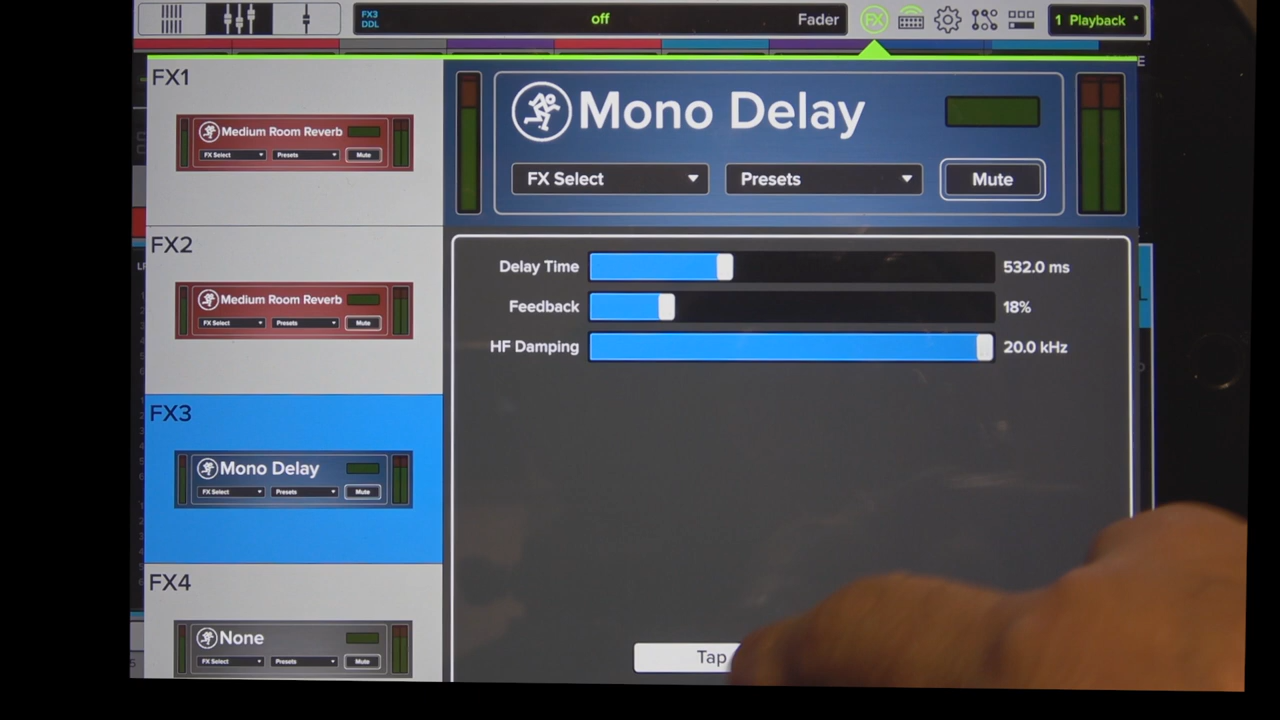 FX3
DDL
off
Fader
FX
1 Playback
FX1
Medium Room Reverb
FX Select
Presets
Mute
FX2
Medium Room Reverb
FX Select
Presets
Mute
FX3
Mono Delay
FX Select
Presets
Mute
FX4
None
FX Select
Presets
Mute
Mono Delay
FX Select
Presets
Mute
Delay Time
532.0 ms
Feedback
18%
HF Damping
20.0 kHz
Tap